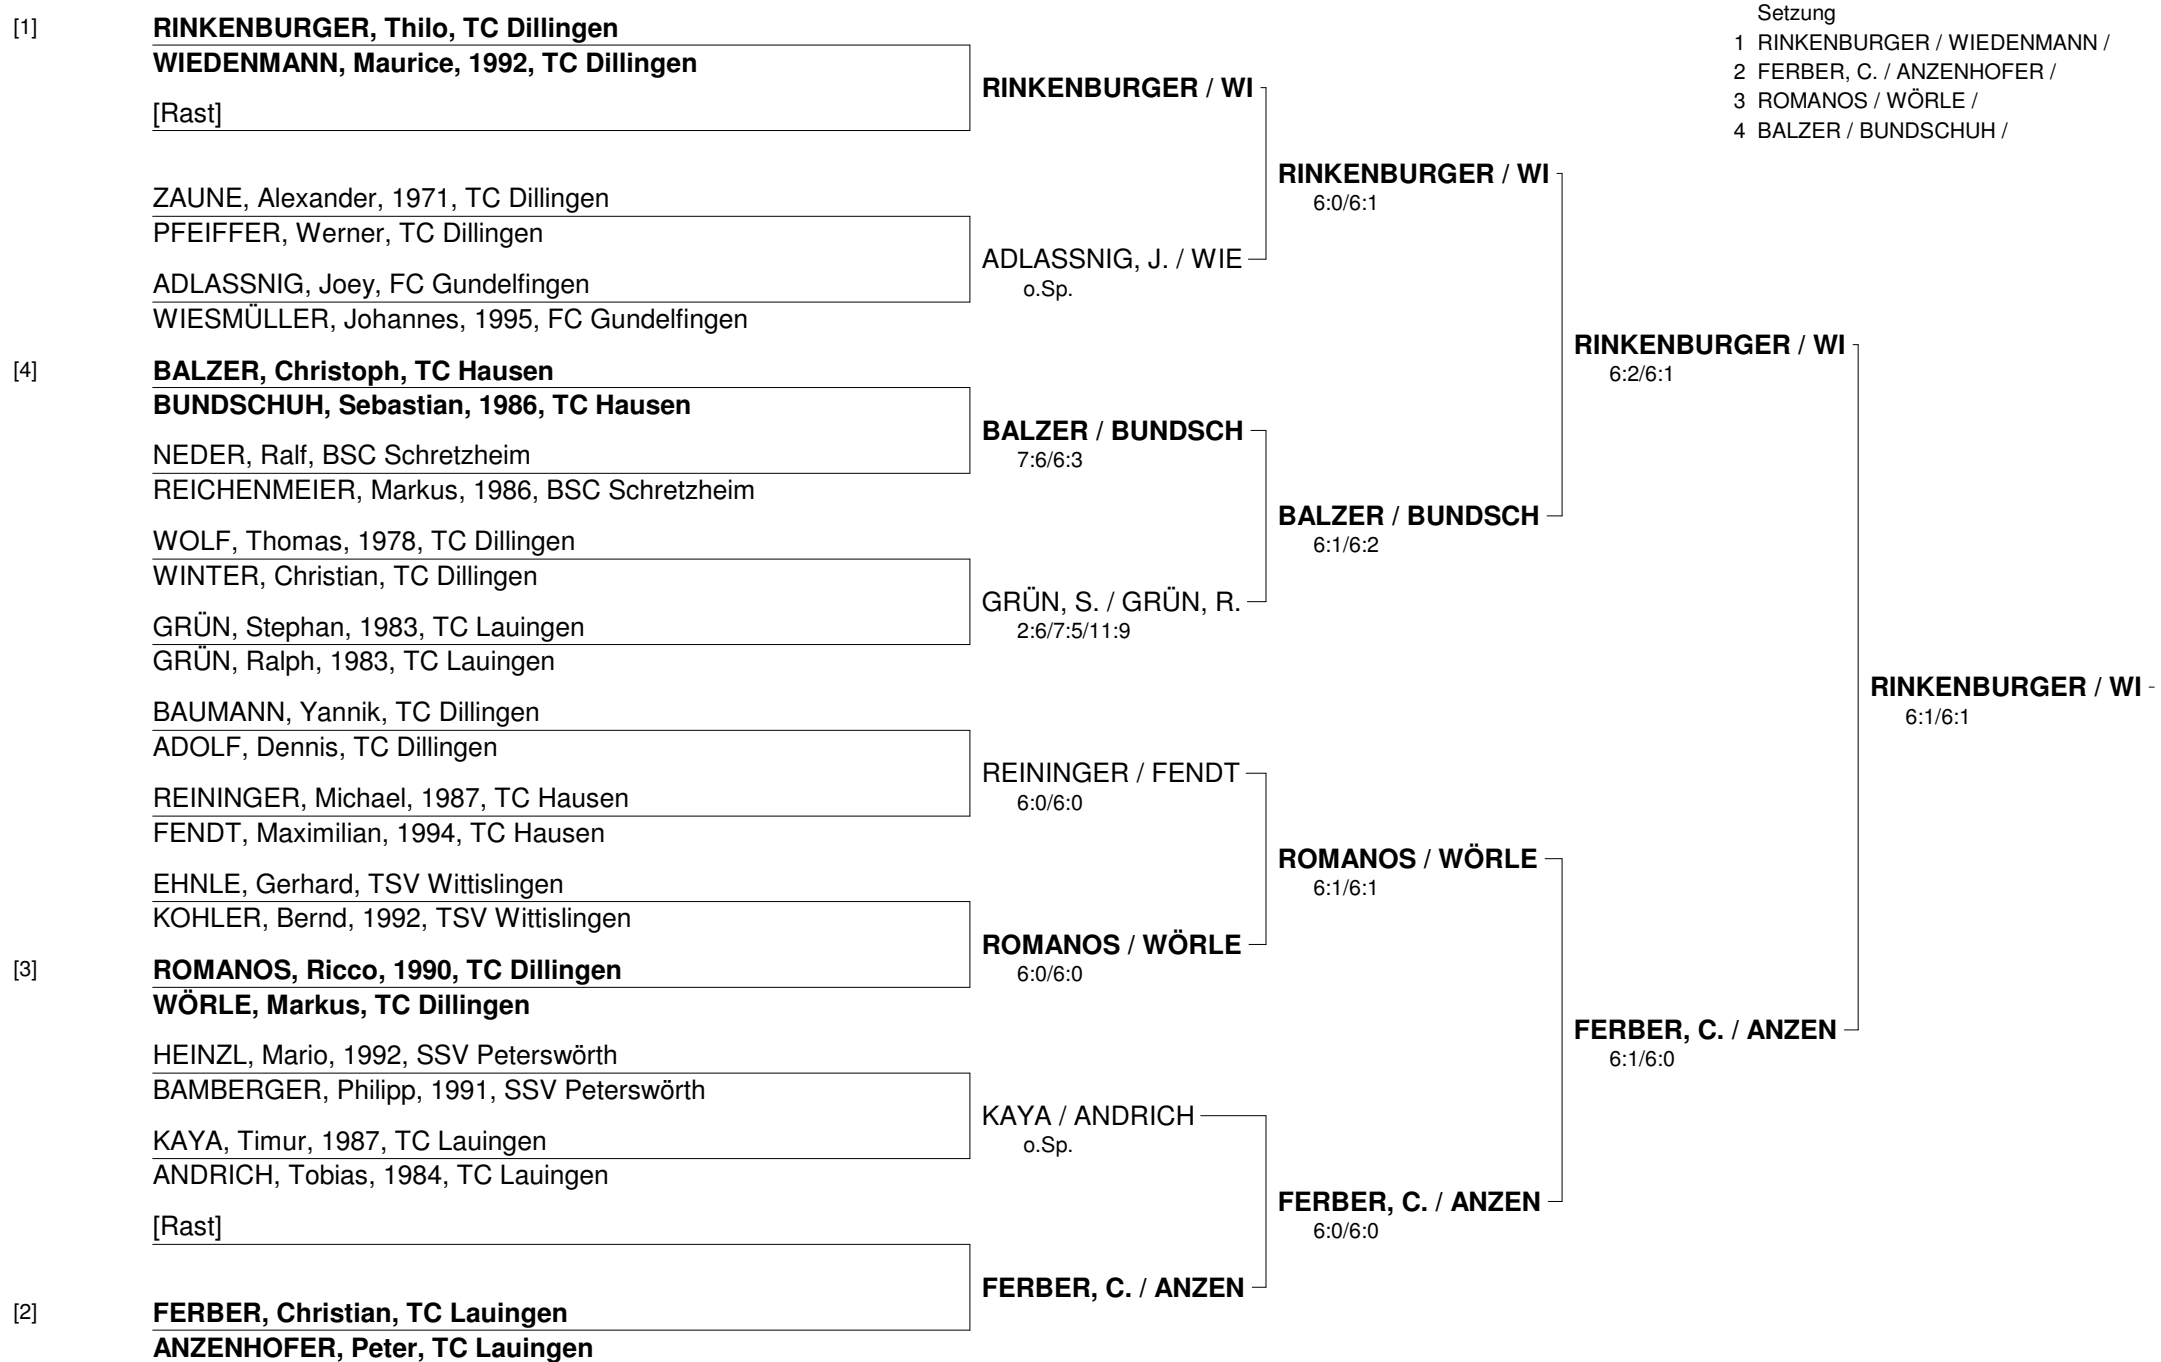 Setzung
1 RINKENBURGER / WIEDENMANN /
2 FERBER, C. / ANZENHOFER /
3 ROMANOS / WÖRLE /
4 BALZER / BUNDSCHUH /
[1] RINKENBURGER, Thilo, TC Dillingen
WIEDENMANN, Maurice, 1992, TC Dillingen
[Rast]
ZAUNE, Alexander, 1971, TC Dillingen
PFEIFFER, Werner, TC Dillingen
ADLASSNIG, Joey, FC Gundelfingen
WIESMÜLLER, Johannes, 1995, FC Gundelfingen
[4] BALZER, Christoph, TC Hausen
BUNDSCHUH, Sebastian, 1986, TC Hausen
NEDER, Ralf, BSC Schretzheim
REICHENMEIER, Markus, 1986, BSC Schretzheim
WOLF, Thomas, 1978, TC Dillingen
WINTER, Christian, TC Dillingen
GRÜN, Stephan, 1983, TC Lauingen
GRÜN, Ralph, 1983, TC Lauingen
BAUMANN, Yannik, TC Dillingen
ADOLF, Dennis, TC Dillingen
REININGER, Michael, 1987, TC Hausen
FENDT, Maximilian, 1994, TC Hausen
EHNLE, Gerhard, TSV Wittislingen
KOHLER, Bernd, 1992, TSV Wittislingen
[3] ROMANOS, Ricco, 1990, TC Dillingen
WÖRLE, Markus, TC Dillingen
HEINZL, Mario, 1992, SSV Peterswörth
BAMBERGER, Philipp, 1991, SSV Peterswörth
KAYA, Timur, 1987, TC Lauingen
ANDRICH, Tobias, 1984, TC Lauingen
[Rast]
[2] FERBER, Christian, TC Lauingen
ANZENHOFER, Peter, TC Lauingen
RINKENBURGER / WI
ADLASSNIG, J. / WIE
o.Sp.
BALZER / BUNDSCH
7:6/6:3
GRÜN, S. / GRÜN, R.
2:6/7:5/11:9
REININGER / FENDT
6:0/6:0
ROMANOS / WÖRLE
6:0/6:0
KAYA / ANDRICH
o.Sp.
FERBER, C. / ANZEN
RINKENBURGER / WI
6:0/6:1
BALZER / BUNDSCH
6:1/6:2
ROMANOS / WÖRLE
6:1/6:1
FERBER, C. / ANZEN
6:0/6:0
RINKENBURGER / WI
6:2/6:1
FERBER, C. / ANZEN
6:1/6:0
RINKENBURGER / WI
6:1/6:1